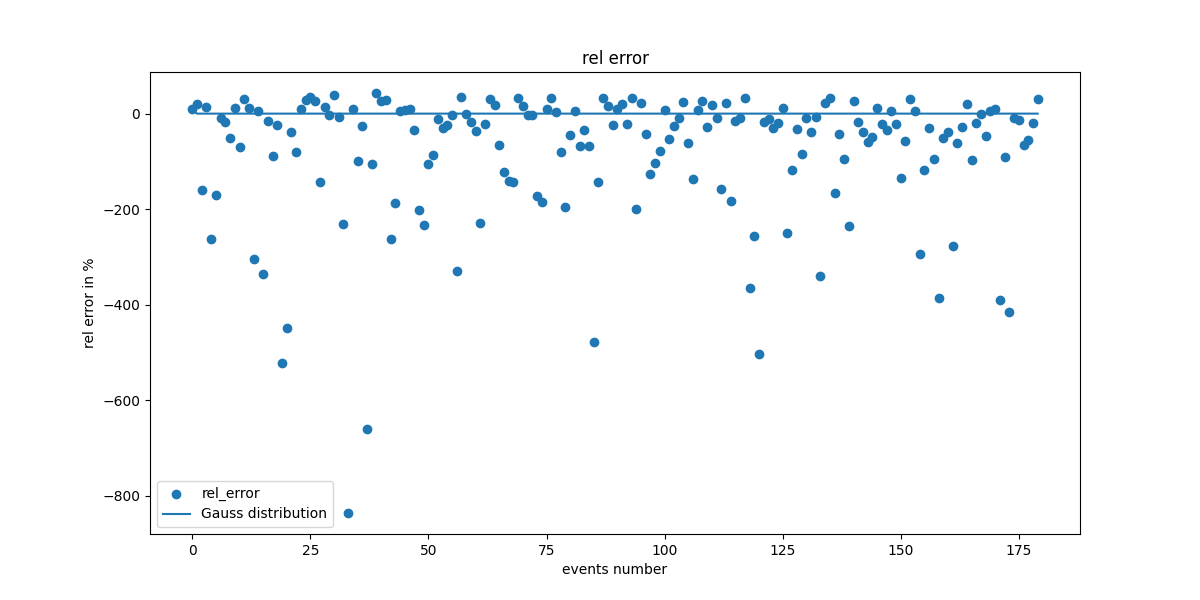 rel error
rel error in %
0
−200
−400
−600
−800
rel_error
Gauss distribution
0
25
50
75
100
125
150
175
events number